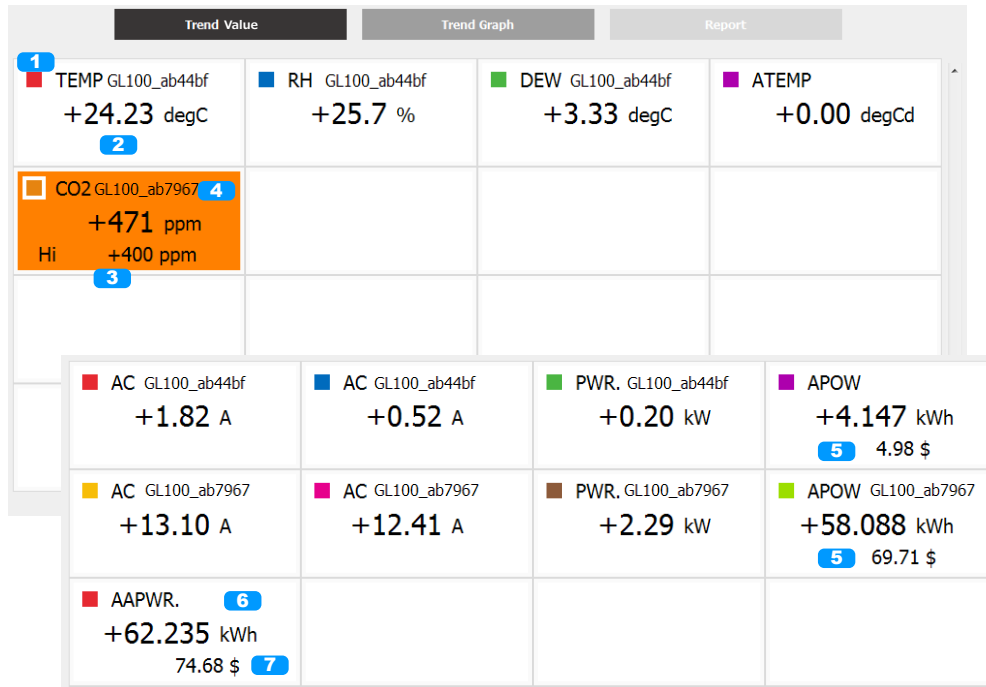 Trend Value Trend Graph Report
1
TEMP GL100_ab44bf RH GL100_ab44bf DEW GL100_ab44bf ATEMP
+24.23 degC +25.7 % +3.33 degC +0.00 degCd
2
CO2 GL100_ab7967 4
+471 ppm
Hi +400 ppm
3
AC GL100_ab44bf AC GL100_ab44bf PWR. GL100_ab44bf APOW
+1.82 A +0.52 A +0.20 kW +4.147 kWh
5 4.98 $
AC GL100_ab7967 AC GL100_ab7967 PWR. GL100_ab7967 APOW GL100_ab7967
+13.10 A +12.41 A +2.29 kW +58.088 kWh
5 69.71 $
AAPWR. 6
+62.235 kWh
74.68 $ 7